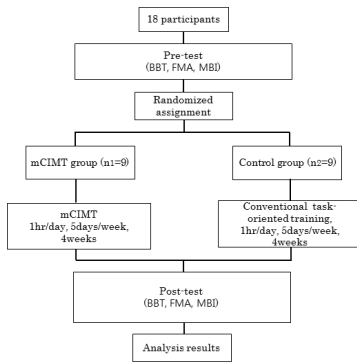 18 participants
Pre-test
(BBT, FMA, MBI)
Randomized
assignment
mCIMT group (n1=9)
Control group (n2=9)
mCIMT
1hr/day, 5days/week,
4weeks
Conventional task-
oriented training,
1hr/day, 5days/week,
4weeks
Post-test
(BBT, FMA, MBI)
Analysis results